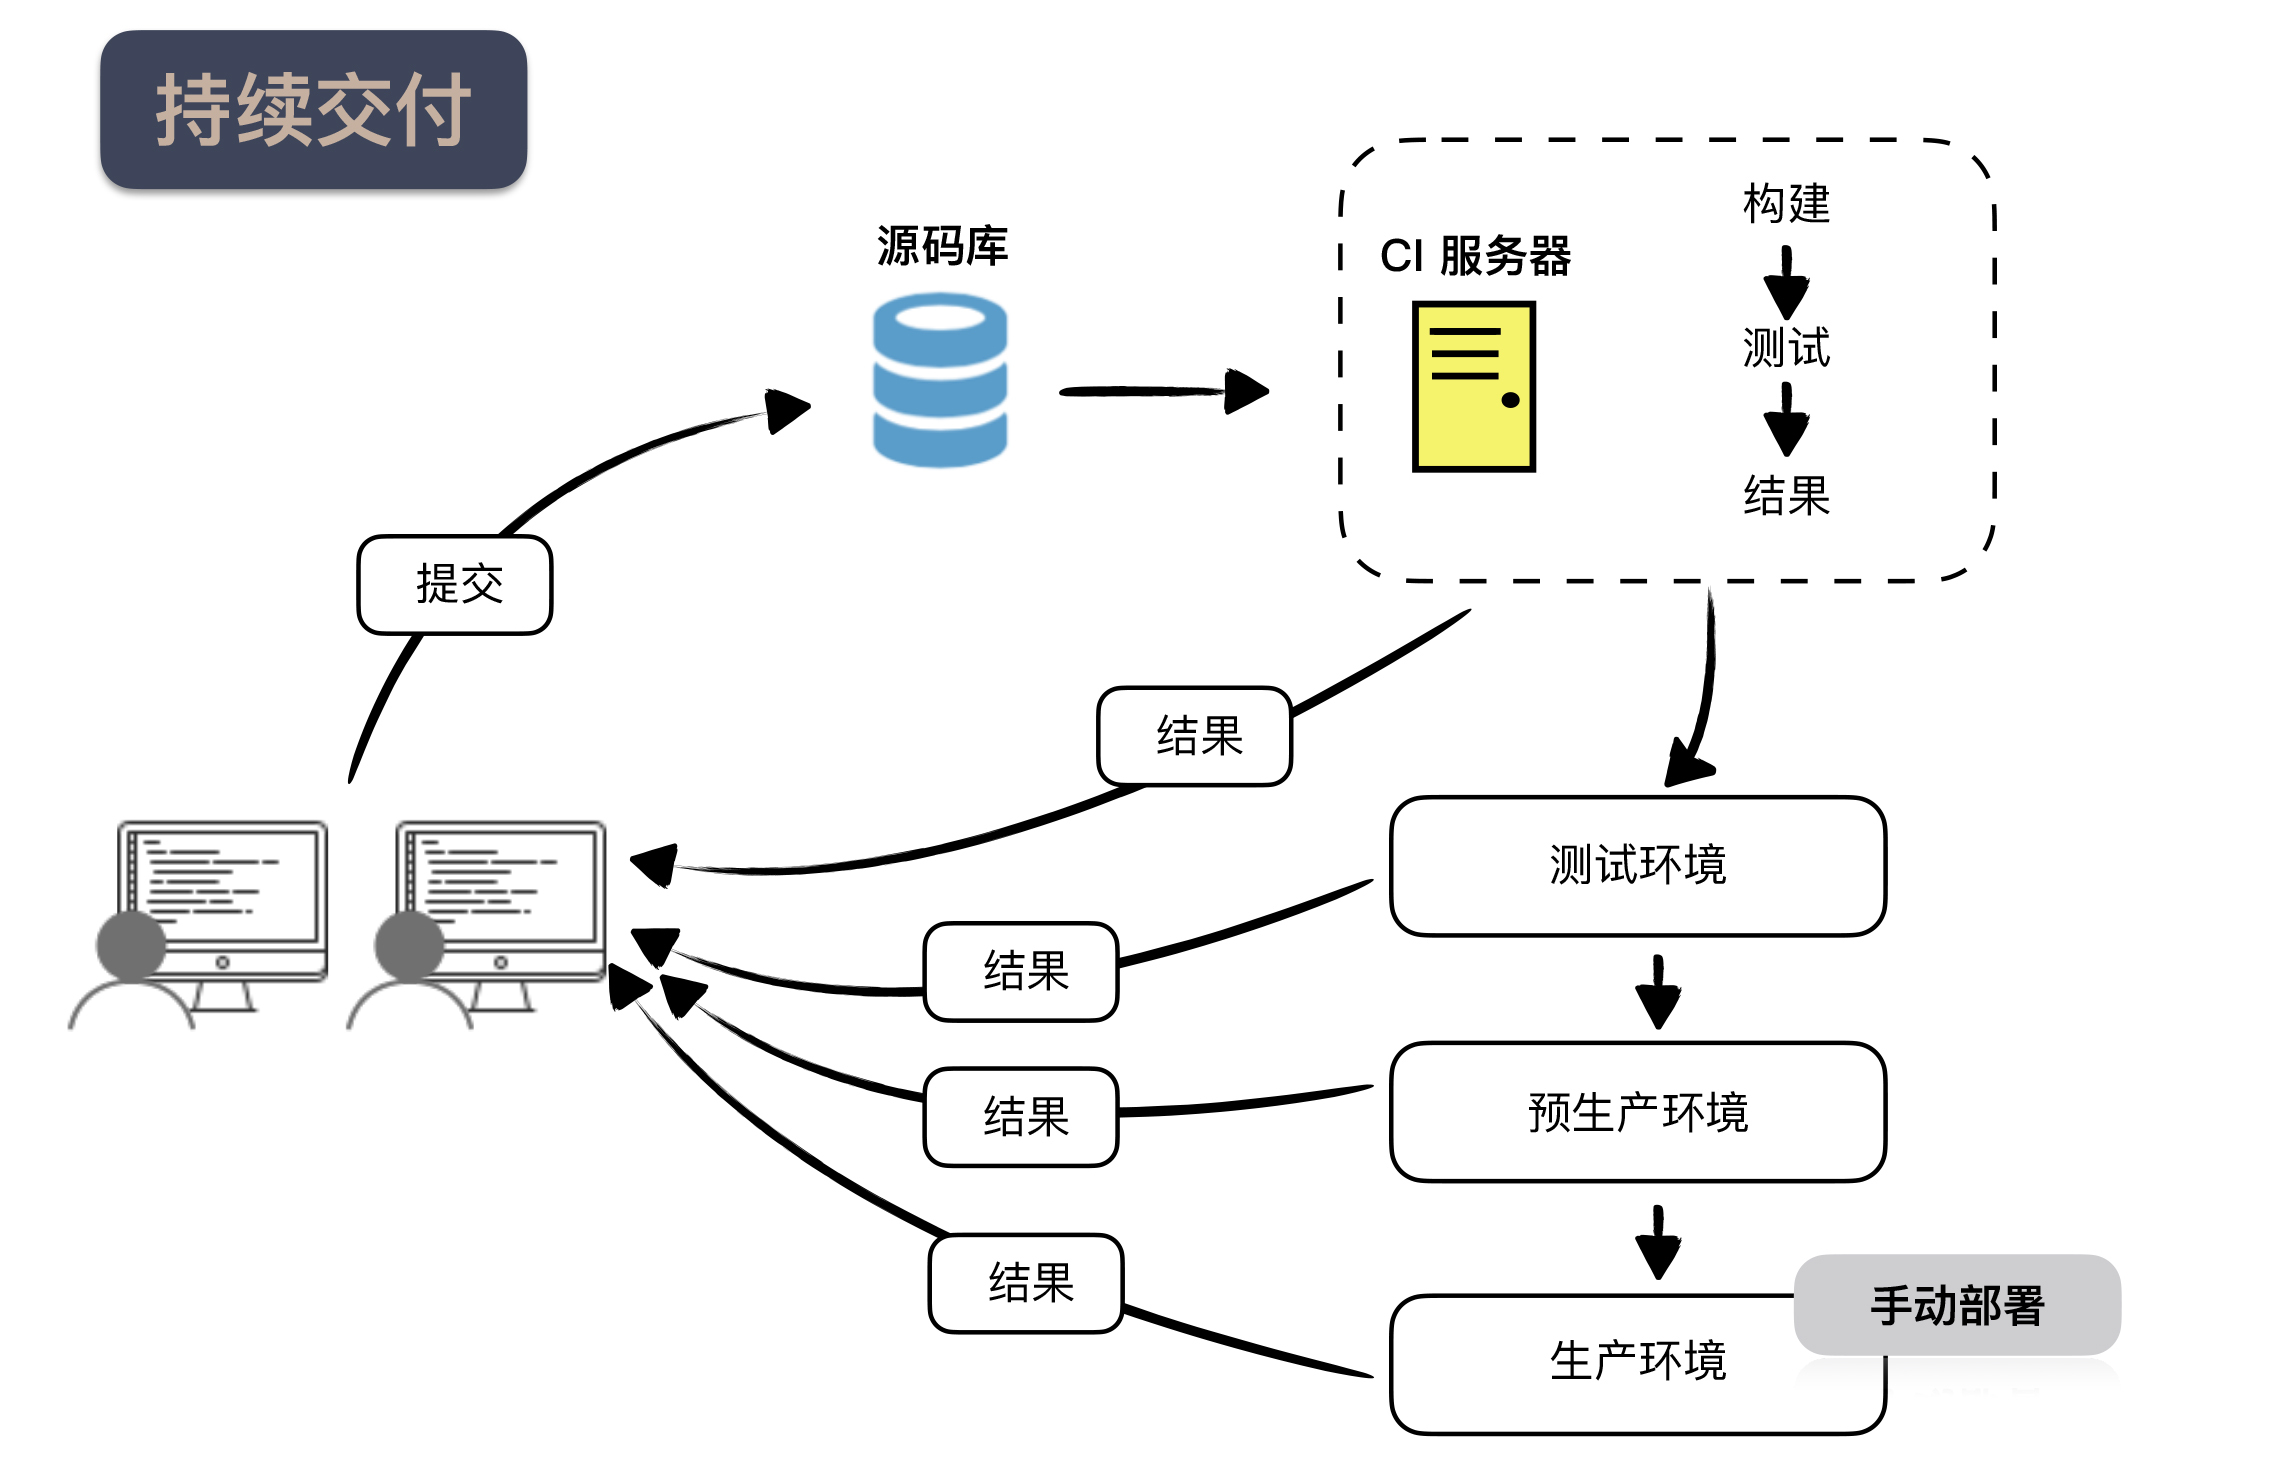 持续交付
源码库
CI 服务器
构建
测试
结果
提交
结果
测试环境
结果
预生产环境
结果
生产环境
手动部署
结果